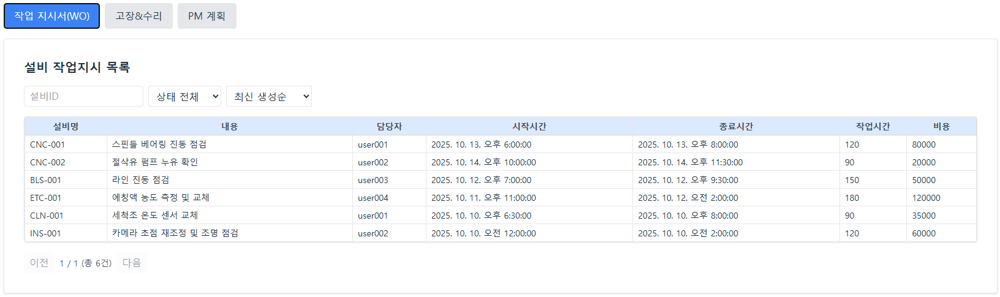 작업 지시서(WO) 고장&수리 PM 계획
설비 작업지시 목록
설비ID 상태 전체 최신 생성순
설비명 내용 담당자 시작시간 종료시간 작업시간 비용
CNC-001 스핀들 베어링 진동 점검 user001 2025. 10. 13. 오후 6:00:00 2025. 10. 13. 오후 8:00:00 120 80000
CNC-002 절삭유 펌프 누유 확인 user002 2025. 10. 14. 오후 10:00:00 2025. 10. 14. 오후 11:30:00 90 20000
BLS-001 라인 진동 점검 user003 2025. 10. 12. 오후 7:00:00 2025. 10. 12. 오후 9:30:00 150 50000
ETC-001 에칭액 농도 측정 및 교체 user004 2025. 10. 11. 오후 11:00:00 2025. 10. 12. 오전 2:00:00 180 120000
CLN-001 세척조 온도 센서 교체 user001 2025. 10. 10. 오후 6:30:00 2025. 10. 10. 오후 8:00:00 90 35000
INS-001 카메라 초점 재조정 및 조명 점검 user002 2025. 10. 10. 오전 12:00:00 2025. 10. 10. 오전 2:00:00 120 60000
이전 1 / 1 (총 6건) 다음